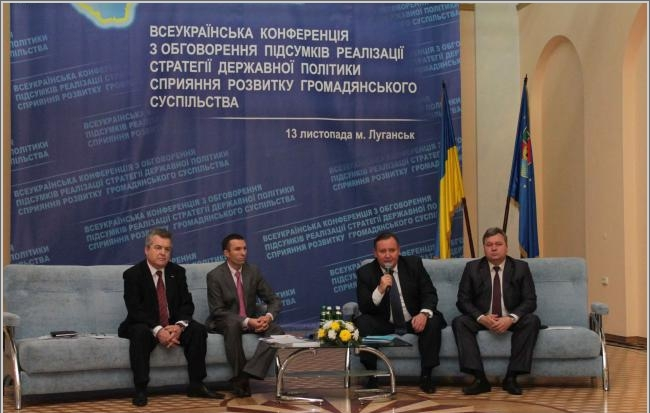 ВСЕУКРАЇНСЬКА КОНФЕРЕНЦІЯ
З ОБГОВОРЕННЯ ПІДСУМКІВ РЕАЛІЗАЦІЇ
СТРАТЕГІЇ ДЕРЖАВНОЇ ПОЛІТИКИ
СПРИЯННЯ РОЗВИТКУ ГРОМАДЯНСЬКОГО
СУСПІЛЬСТВА
13 листопада м. Луганськ
ВСЕУКРАЇНСЬКА КОНФЕРЕНЦІЯ З ОБГОВОРЕННЯ
ПІДСУМКІВ РЕАЛІЗАЦІЇ СТРАТЕГІЇ ДЕРЖАВНОЇ ПОЛІТИКИ
СПРИЯННЯ РОЗВИТКУ ГРОМАДЯНСЬКОГО СУСПІЛЬСТВА